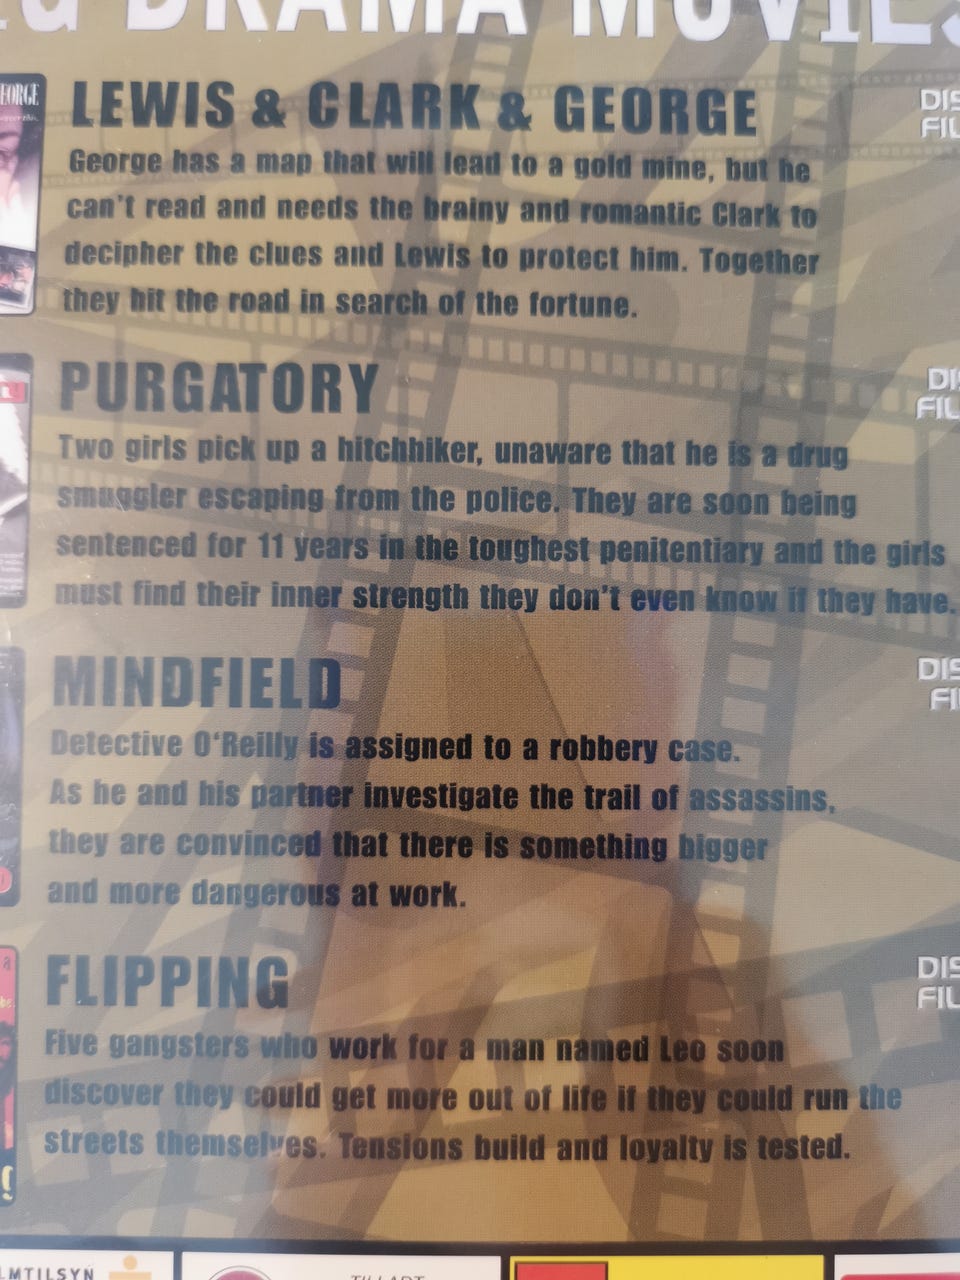 DRAMA MOVIES
LEWIS & CLARK & GEORGE
George has a map that will lead to a gold mine, but he
can't read and needs the brainy and romantic Clark to
decipher the clues and Lewis to protect him. Together
they hit the road in search of the fortune.
PURGATORY
Two girls pick up a hitchhiker, unaware that he is a drug
smuggler escaping from the police. They are soon being
sentenced for 11 years in the toughest penitentiary and the girls
must find their inner strength they don't even know if they have.
MINDFIELD
Detective O‘Reilly is assigned to a robbery case.
As he and his partner investigate the trail of assassins,
they are convinced that there is something bigger
and more dangerous at work.
FLIPPING
Five gangsters who work for a man named Leo soon
discover they could get more out of life if they could run the
streets themselves. Tensions build and loyalty is tested.